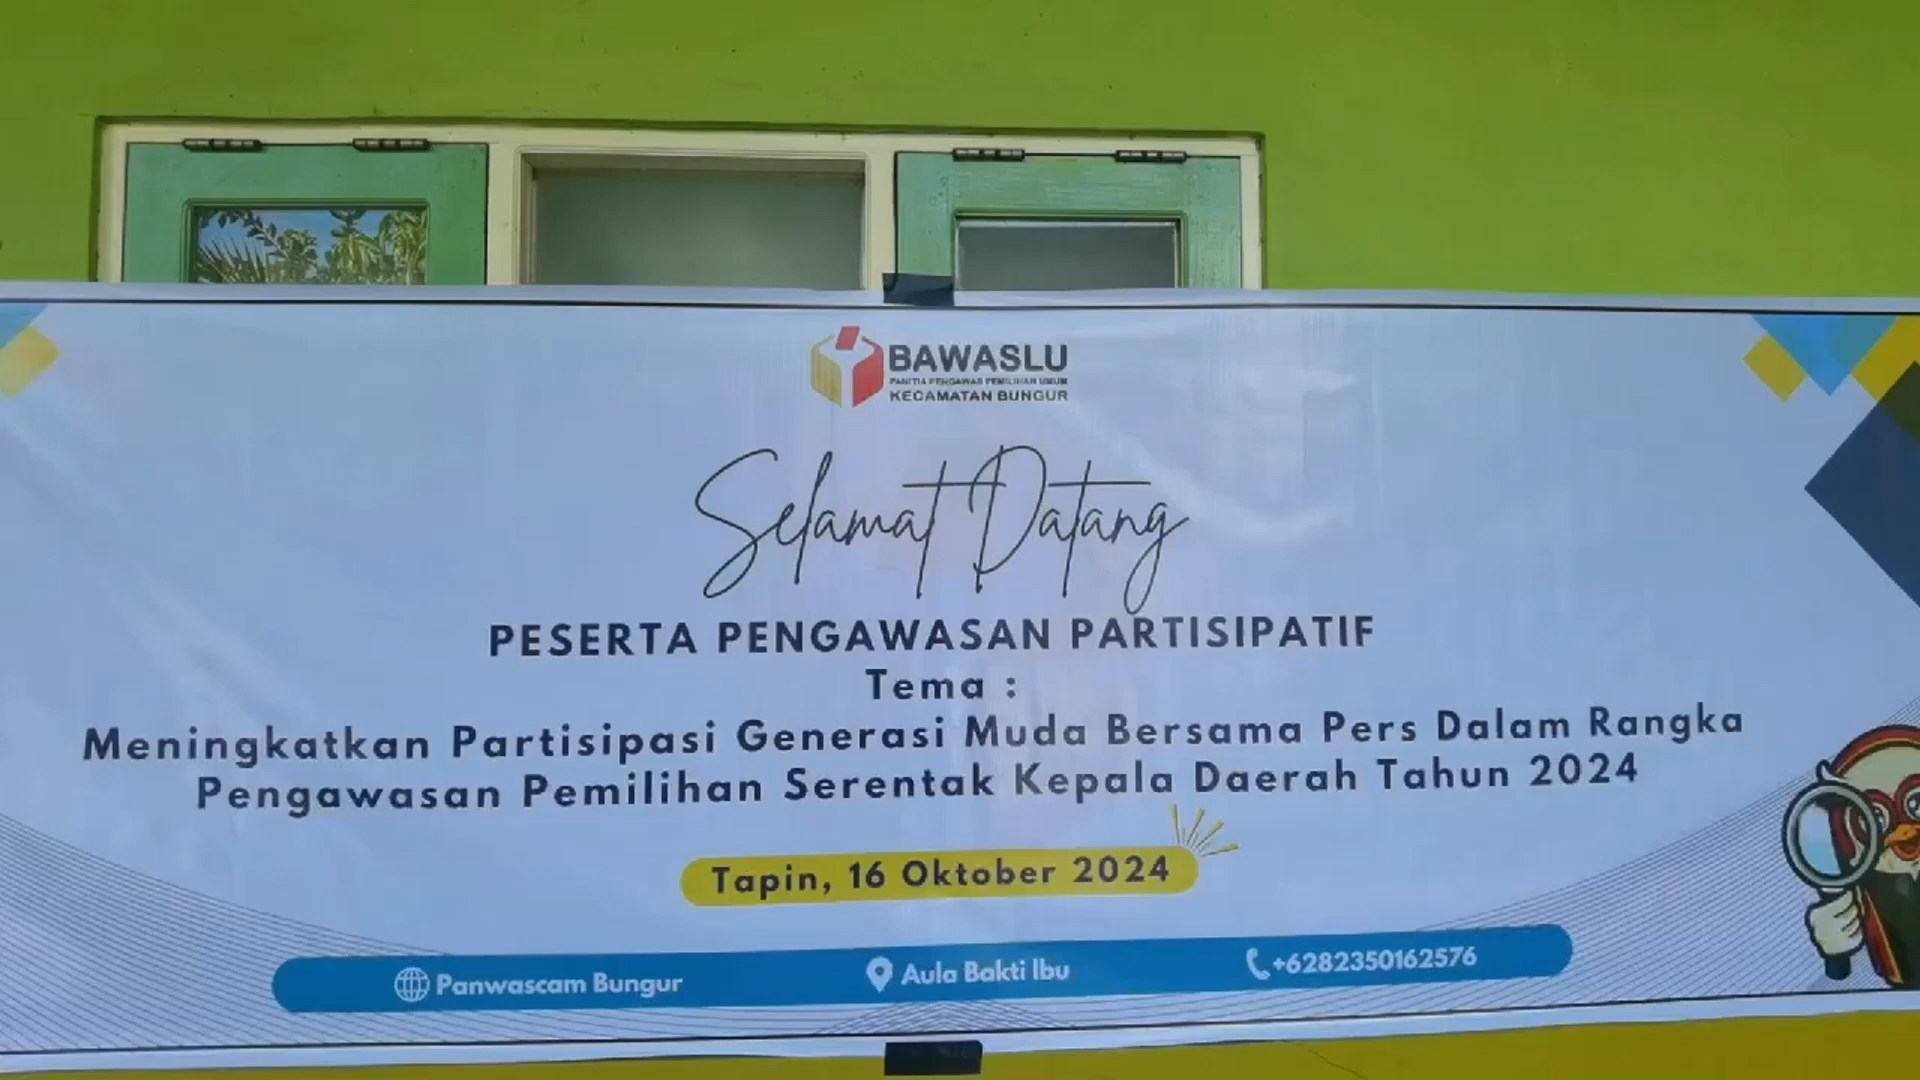 BAWASLU
PANITIA PENGAWAS PEMILIHAN UMUM
KECAMATAN BUNGUR
Selamat Datang
PESERTA PENGAWASAN PARTISIPATIF
Tema :
Meningkatkan Partisipasi Generasi Muda Bersama Pers Dalam Rangka
Pengawasan Pemilihan Serentak Kepala Daerah Tahun 2024
Tapin, 16 Oktober 2024
Panwascam Bungur
Aula Bakti Ibu
+6282350162576